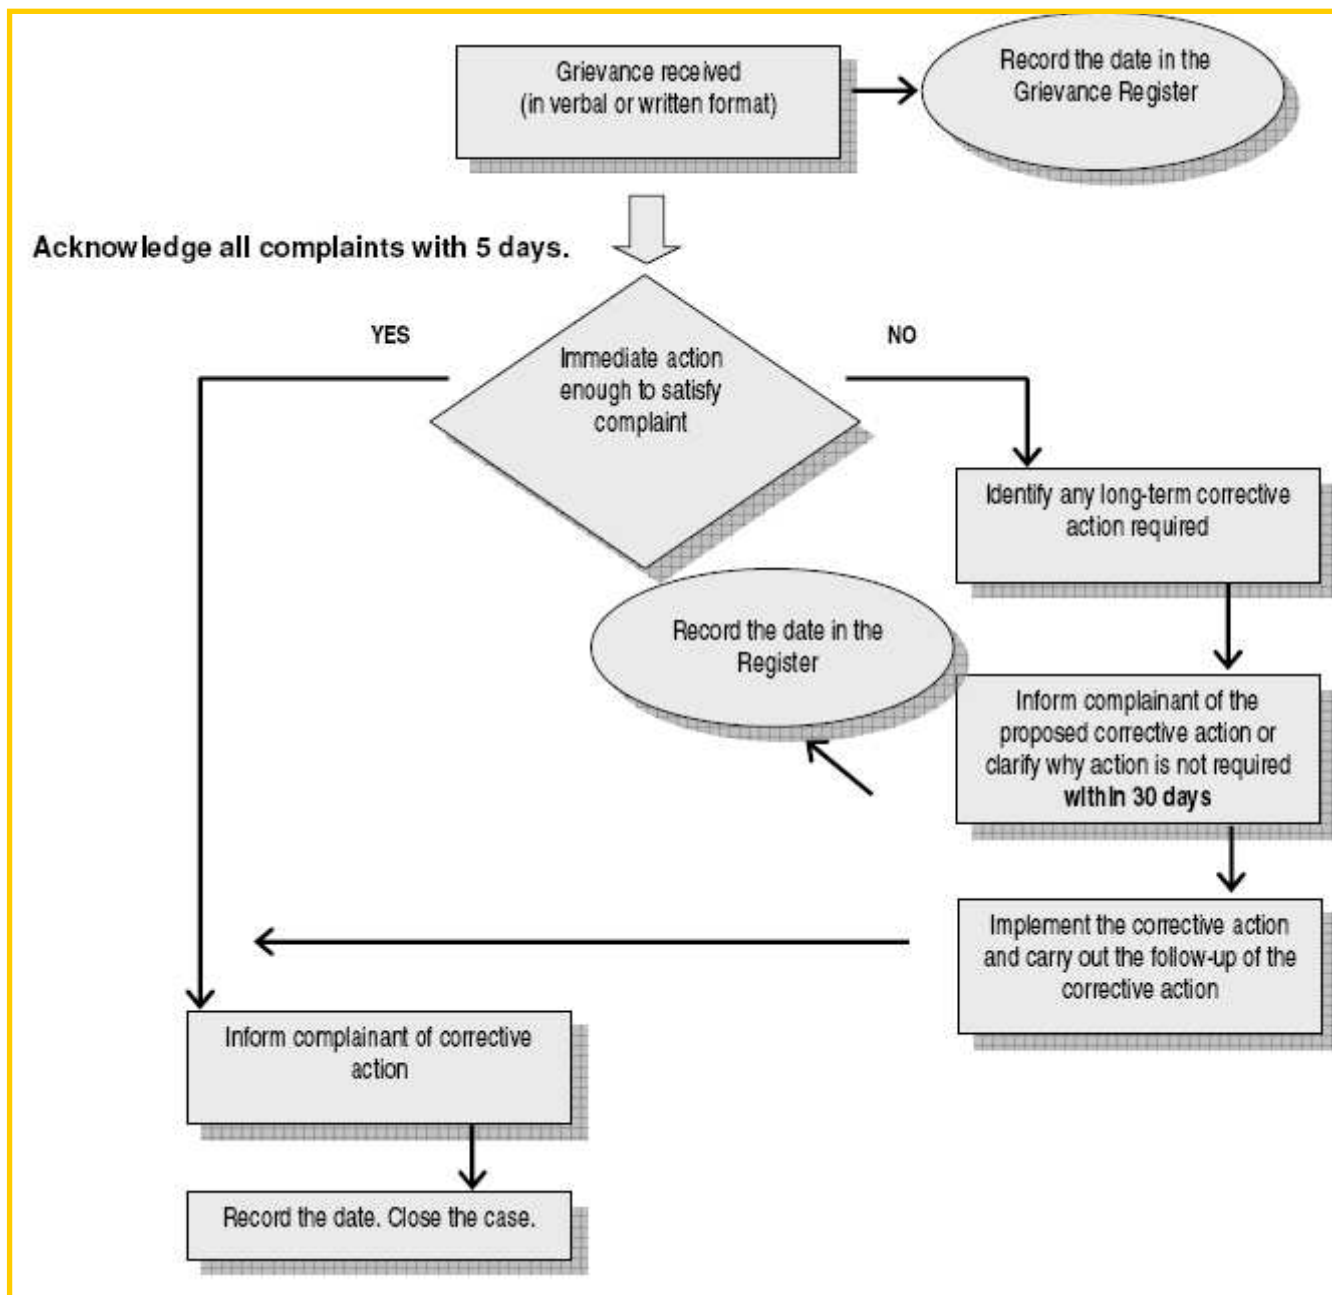 Grievance received
(in verbal or written format)
Record the date in the
Grievance Register
Acknowledge all complaints with 5 days.
YES
NO
Immediate action
enough to satisfy
complaint
Identify any long-term corrective
action required
Record the date in the
Register
Inform complainant of the
proposed corrective action or
clarify why action is not required
within 30 days
Implement the corrective action
and carry out the follow-up of the
corrective action
Inform complainant of corrective
action
Record the date. Close the case.